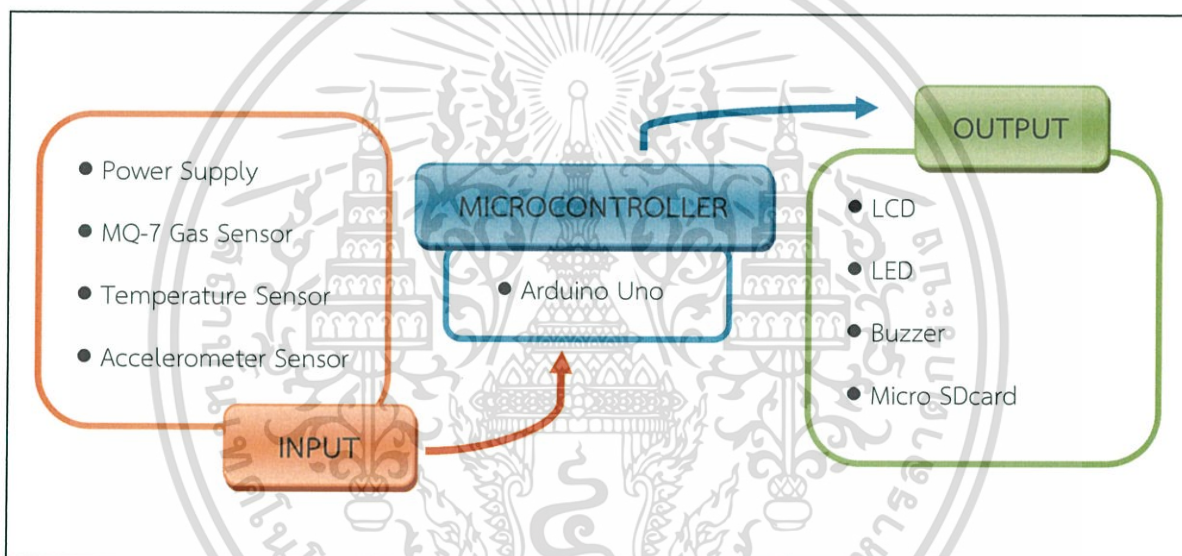 Power Supply
MQ-7 Gas Sensor
Temperature Sensor
Accelerometer Sensor
INPUT
MICROCONTROLLER
Arduino Uno
OUTPUT
LCD
LED
Buzzer
Micro SDcard